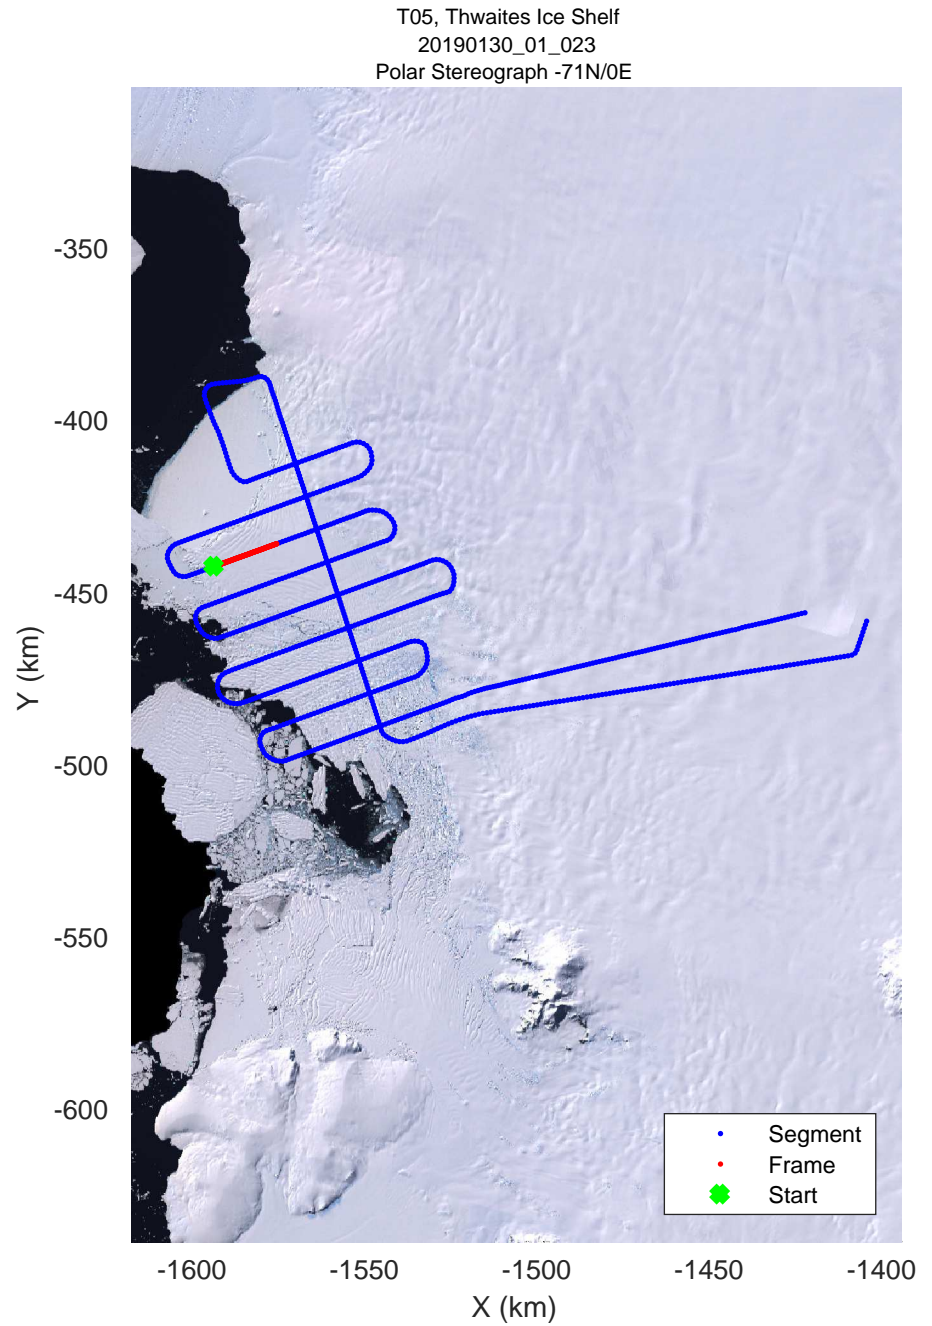 T05, Thwaites Ice Shelf
20190130_01_023
Polar Stereograph -71N/0E
-350
-400
-450
-500
-550
-600
Y (km)
Segment
Frame
Start
-1600
-1550
-1500
-1450
-1400
X (km)